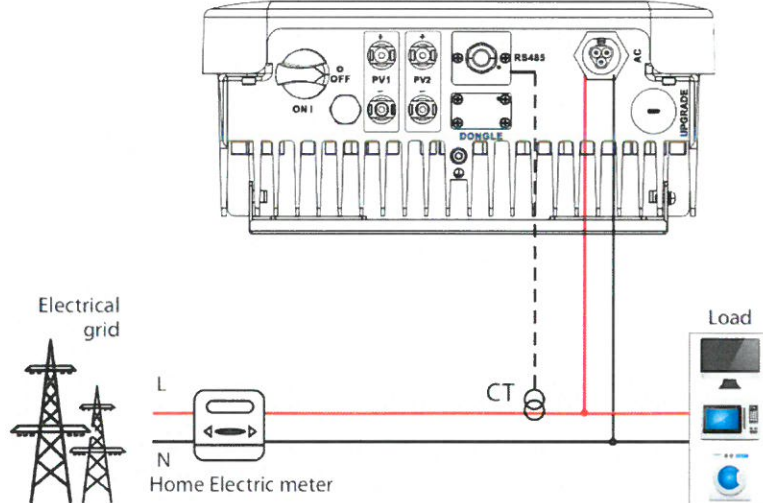 OFF
ON I
PV1
PV2
RS485
DONGLE
AC
UPGRADE
Electrical
grid
Load
L
CT
N
Home Electric meter